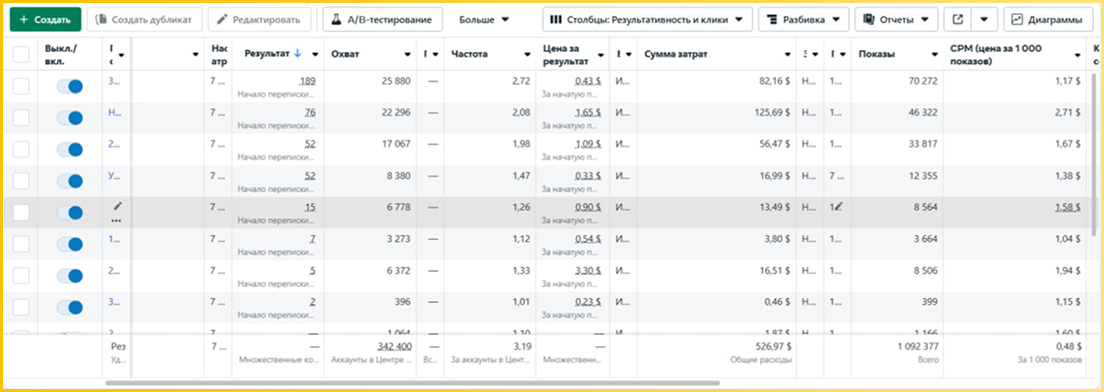 + Создать Создать дубликат Редактировать A/B-тестирование Больше Столбцы: Результативность и клики Разбивка Отчеты Диаграммы
Выкл./ вкл. Нас атр Результат ↓ Охват Частота Цена за результат Сумма затрат Показы CPM (цена за 1 000 показов)
3... 7 ... 189 25 880 — 2,72 0,43 $ И... 82,16 $ Н... 1... 70 272 1,17 $
Начало переписки... За начатую п...
Н... 7 ... 76 22 296 — 2,08 1,65 $ И... 125,69 $ Н... 1... 46 322 2,71 $
Начало переписки... За начатую п...
2... 7 ... 52 17 067 — 1,98 1,09 $ И... 56,47 $ Н... 1... 33 817 1,67 $
Начало переписки... За начатую п...
У... 7 ... 52 8 380 — 1,47 0,33 $ И... 16,99 $ Н... 7 ... 12 355 1,38 $
Начало переписки... За начатую п...
... 7 ... 15 6 778 — 1,26 0,90 $ И... 13,49 $ Н... 8 564 1,58 $
Начало переписки... За начатую п...
1... 7 ... 7 3 273 — 1,12 0,54 $ И... 3,80 $ Н... 1... 3 664 1,04 $
Начало переписки... За начатую п...
2... 7 ... 5 6 372 — 1,33 3,30 $ И... 16,51 $ Н... 1... 8 506 1,94 $
Начало переписки... За начатую п...
3... 7 ... 2 396 — 1,01 0,23 $ И... 0,46 $ Н... 1... 399 1,15 $
Начало переписки... За начатую п...
Рез 7 ... — 342 400 — 3,19 — 526,97 $ 1 092 377 0,48 $
Уд... Множественные ко... Аккаунты в Центре ... Вс... За аккаунты в Цент... Множественн... Общие расходы Всего За 1 000 показов